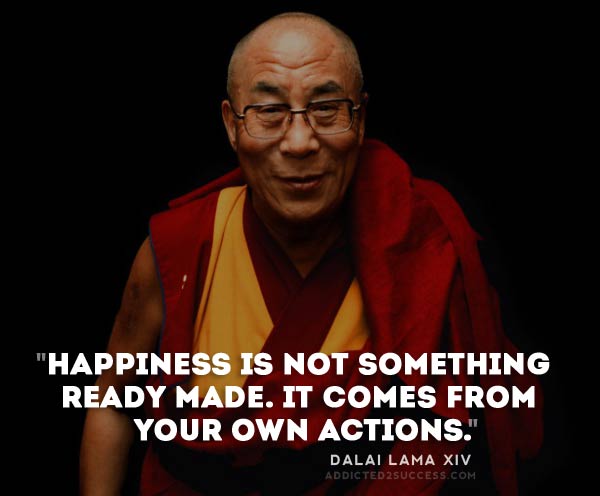 "HAPPINESS IS NOT SOMETHING
READY MADE. IT COMES FROM
YOUR OWN ACTIONS."
DALAI LAMA XIV
ADDICTED2SUCCESS.COM